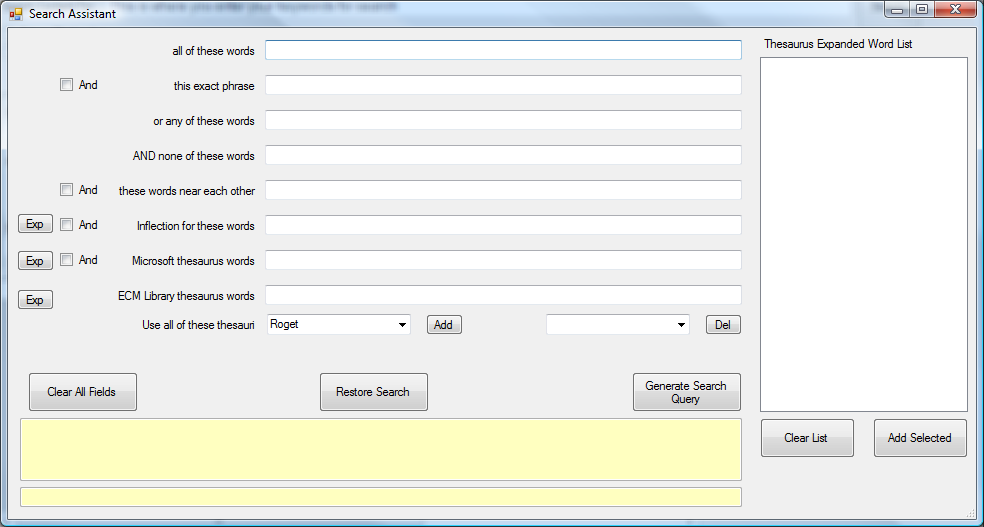 Search Assistant
all of these words
Thesaurus Expanded Word List
And this exact phrase
or any of these words
AND none of these words
And these words near each other
Exp And Inflection for these words
Exp And Microsoft thesaurus words
Exp ECM Library thesaurus words
Use all of these thesauri Roget Add Del
Clear All Fields
Restore Search
Generate Search
Query
Clear List
Add Selected